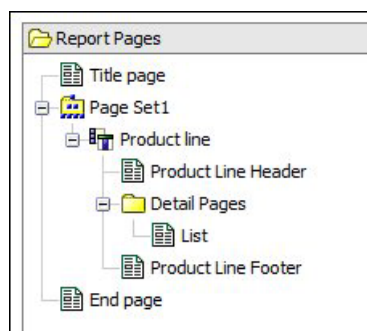 Report Pages
Title page
Page Set1
Product line
Product Line Header
Detail Pages
List
Product Line Footer
End page